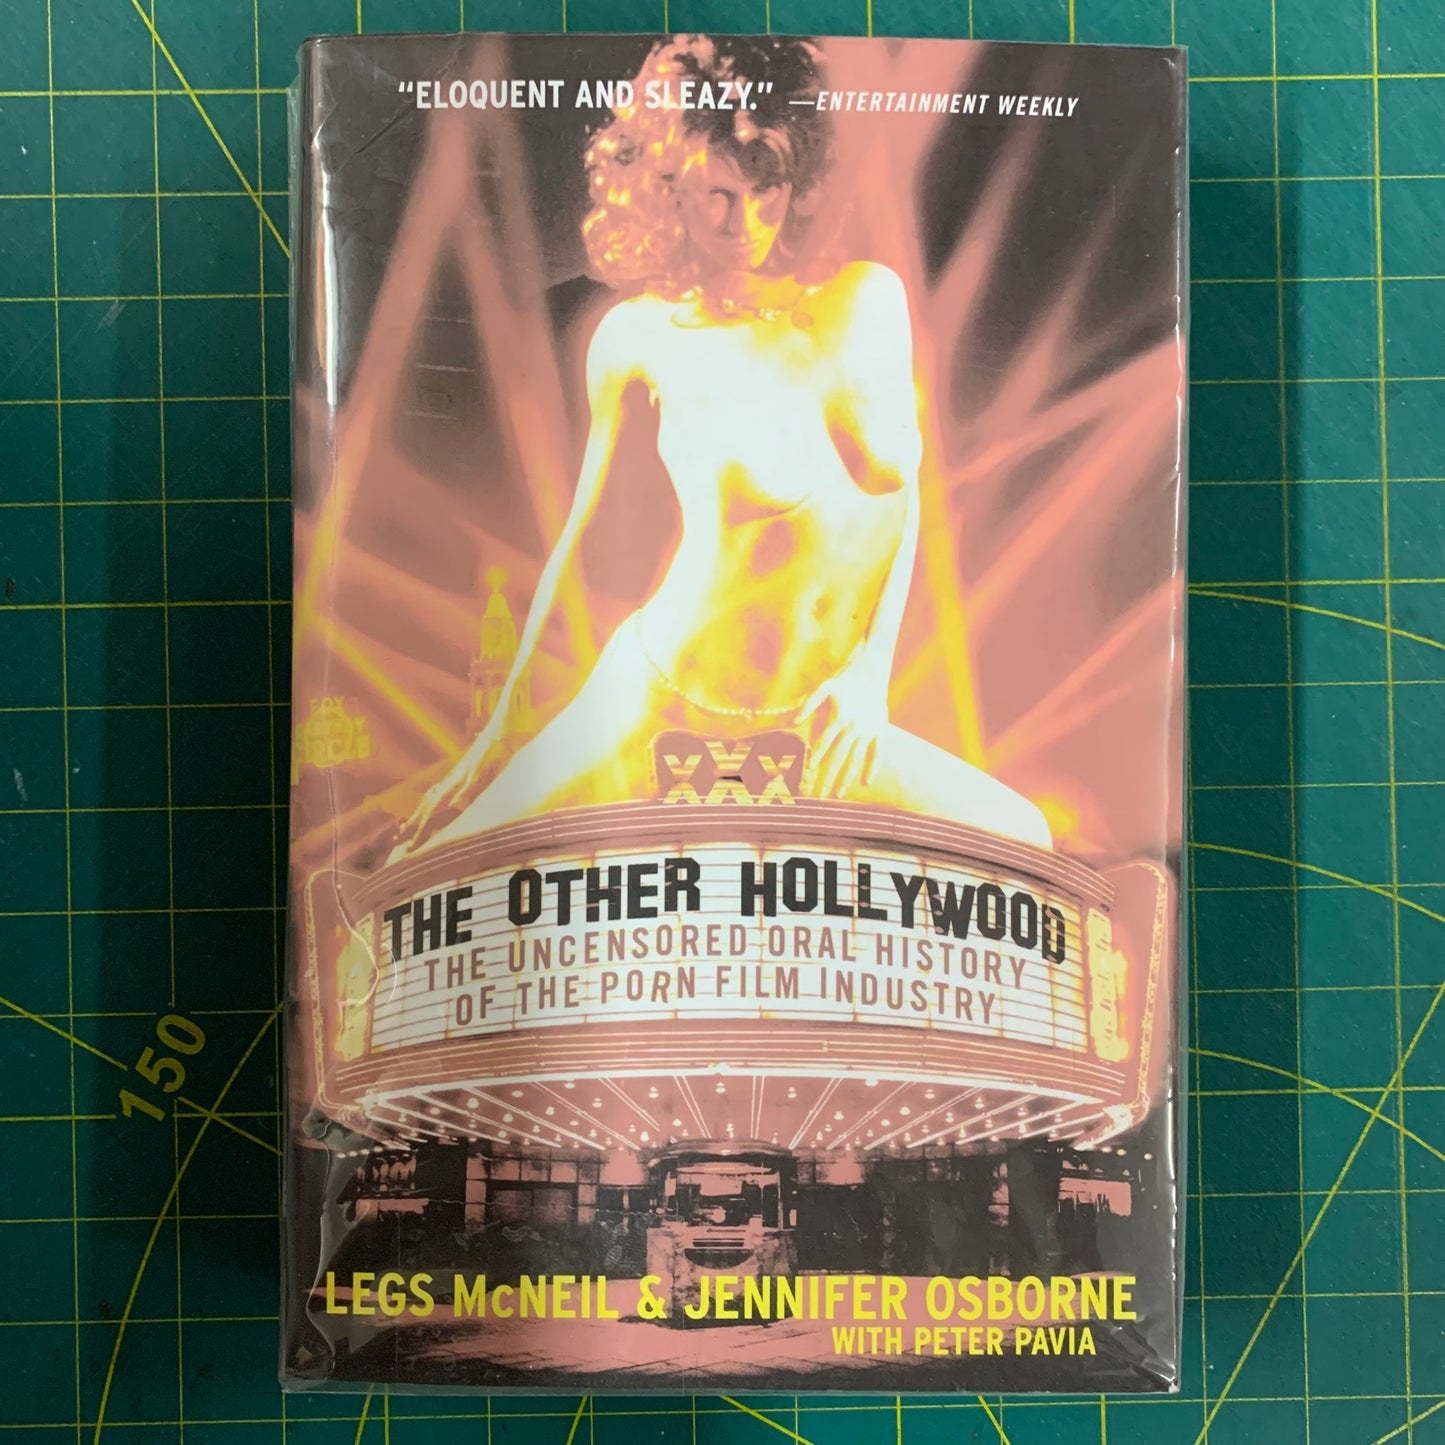 "ELOQUENT AND SLEAZY." —ENTERTAINMENT WEEKLY
XXX
THE OTHER HOLLYWOOD
THE UNCENSORED ORAL HISTORY
OF THE PORN FILM INDUSTRY
150
LEGS McNEIL & JENNIFER OSBORNE
WITH PETER PAVIA